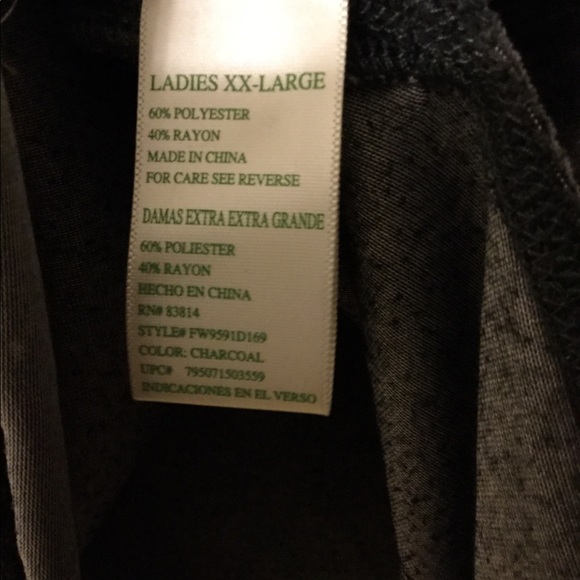 LADIES XX-LARGE
60% POLYESTER
40% RAYON
MADE IN CHINA
FOR CARE SEE REVERSE
DAMAS EXTRA EXTRA GRANDE
60% POLIESTER
40% RAYON
HECHO EN CHINA
RN# 83814
STYLE# FW9591D169
COLOR: CHARCOAL
UPC# 795071503559
INDICACIONES EN EL VERSO